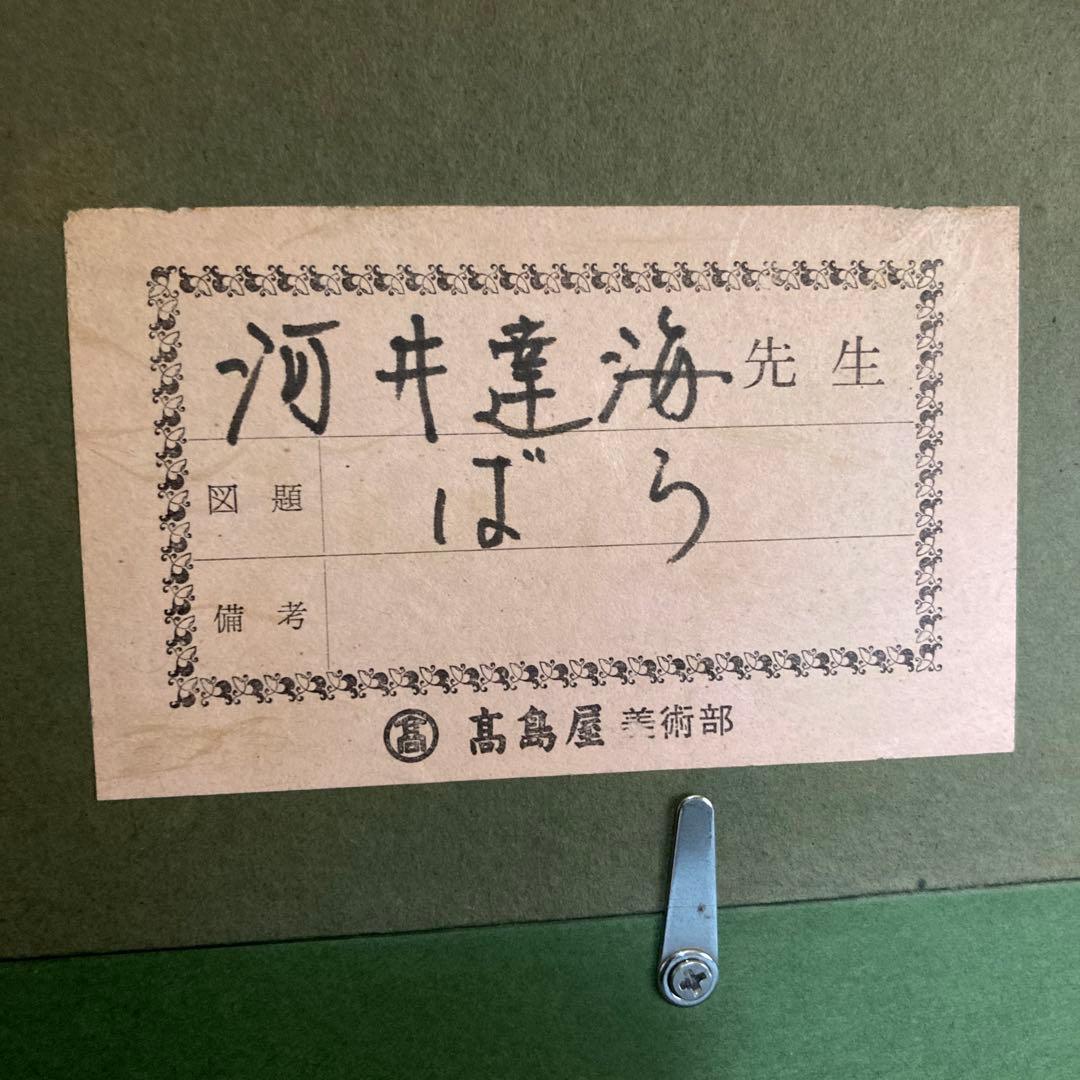 河井達海先生
図題 ばら
備考
髙 髙島屋美術部